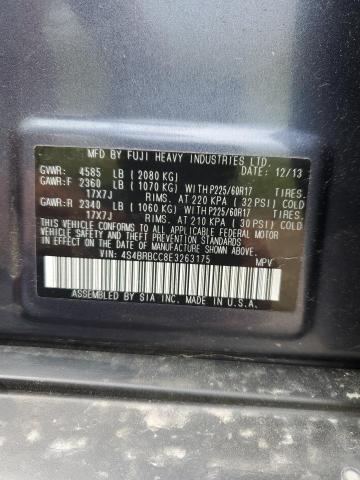 MFD BY FUJI HEAVY INDUSTRIES LTD. DATE: 12/13
GVWR: 4585 LB ( 2080 KG)
GAWR:F 2360 LB ( 1070 KG) WITH P225/60R17 TIRES.
17X7J RIMS. AT 220 KPA ( 32 PSI) COLD
GAWR:R 2340 LB ( 1060 KG) WITH P225/60R17 TIRES.
17X7J RIMS. AT 210 KPA ( 30 PSI) COLD
THIS VEHICLE CONFORMS TO ALL APPLICABLE FEDERAL MOTOR
VEHICLE SAFETY STANDARDS IN EFFECT ON THE
DATE OF MANUFACTURE SHOWN ABOVE.
VIN: 4S4BRBCC8E3263175 MPV
ASSEMBLED BY SIA INC. MADE IN U.S.A.